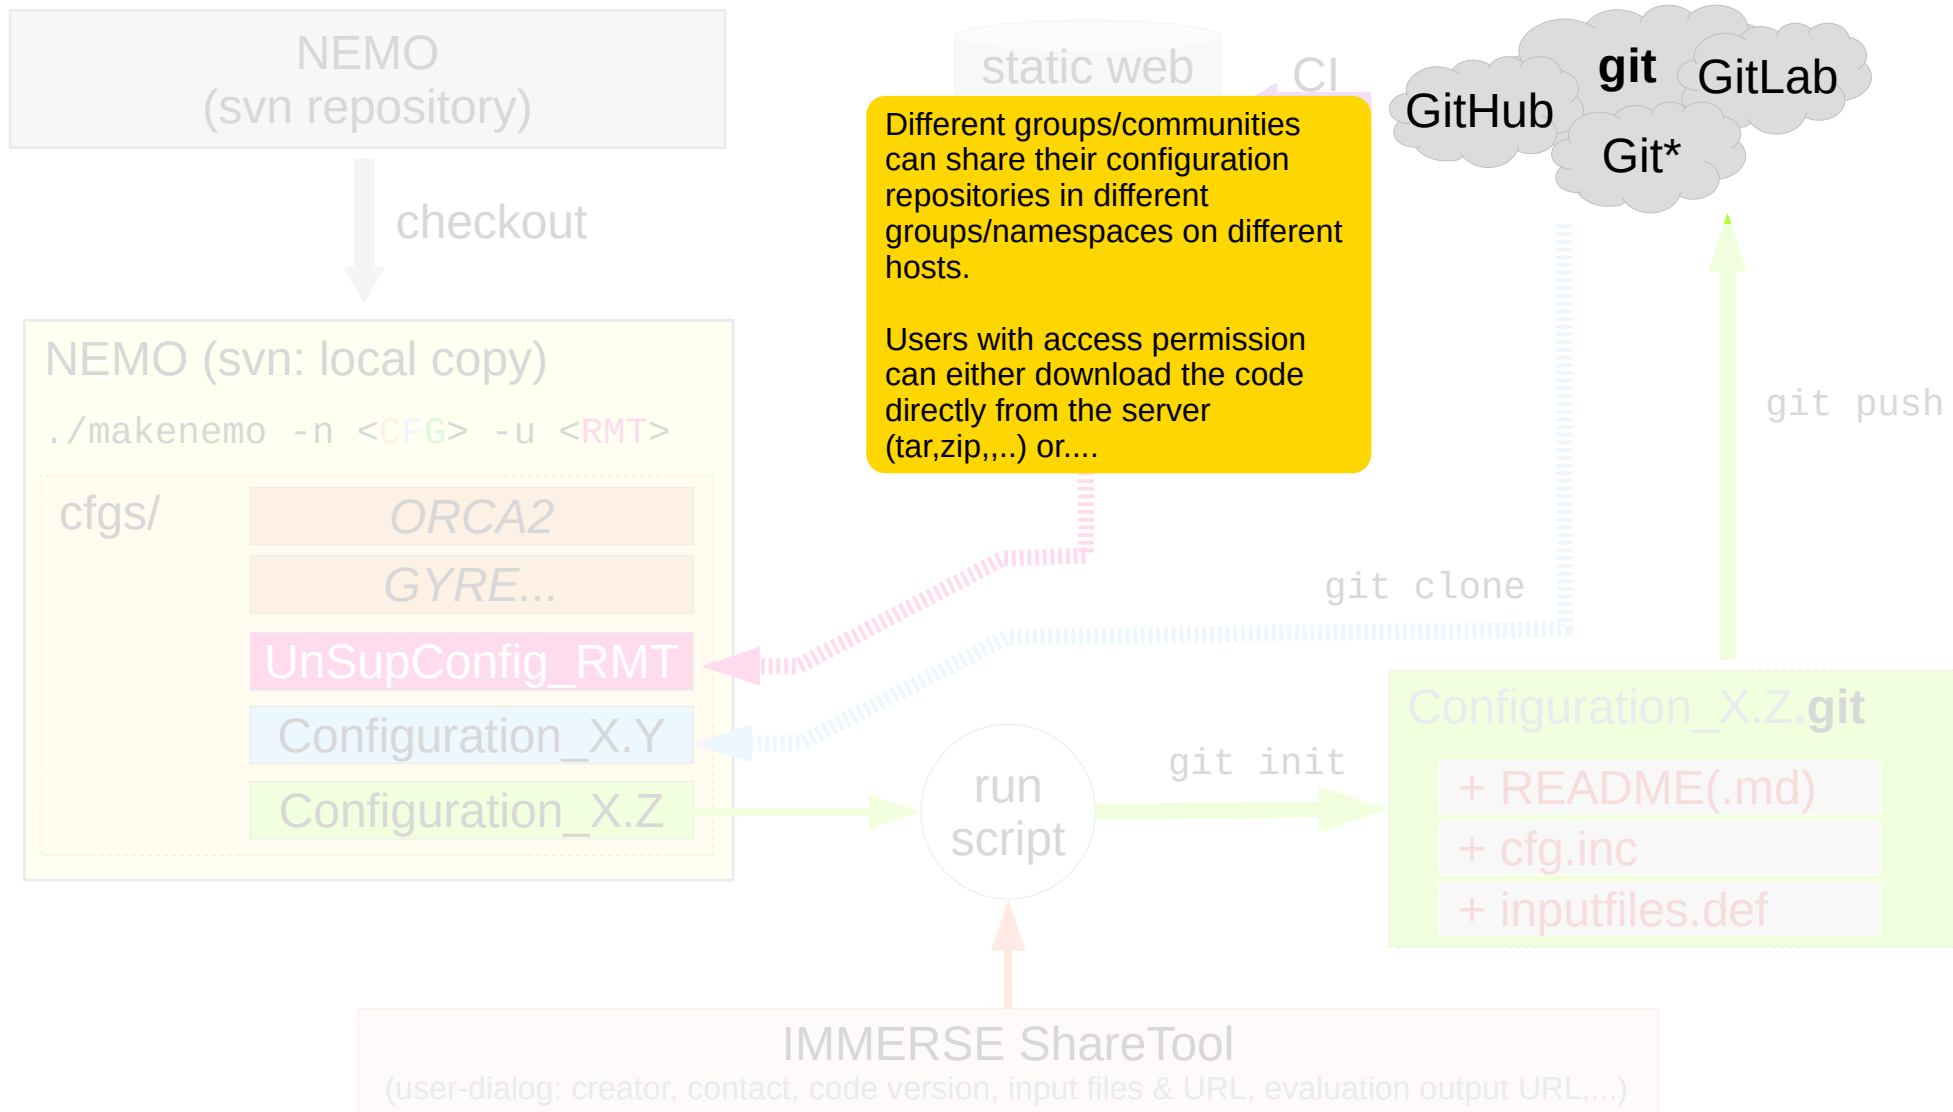 NEMO
(svn repository)
checkout
static web
CI
git
GitHub
GitLab
Git*
Different groups/communities
can share their configuration
repositories in different
groups/namespaces on different
hosts.
Users with access permission
can either download the code
directly from the server
(tar,zip,,..) or....
NEMO (svn: local copy)
./makenemo -n <CFG> -u <RMT>
cfgs/
ORCA2
GYRE...
UnSupConfig_RMT
Configuration_X.Y
Configuration_X.Z
git push
git clone
run
script
git init
Configuration_X.Z.git
+ README(.md)
+ cfg.inc
+ inputfiles.def
IMMERSE ShareTool
(user-dialog: creator, contact, code version, input files & URL, evaluation output URL,...)